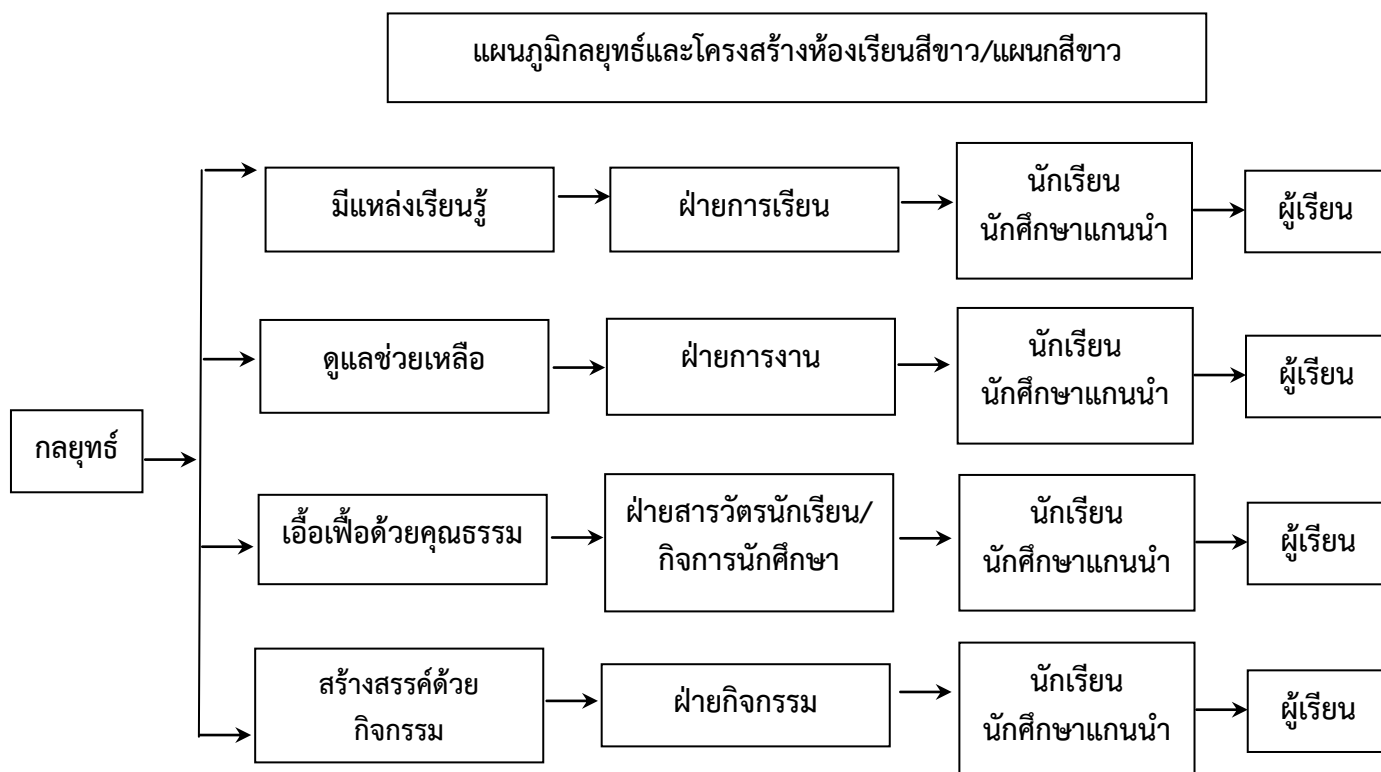 แผนภูมิกลยุทธ์และโครงสร้างห้องเรียนสีขาว/แผนกสีขาว
มีแหล่งเรียนรู้
ฝ่ายการเรียน
นักเรียน
นักศึกษาแกนนำ
ผู้เรียน
ดูแลช่วยเหลือ
ฝ่ายการงาน
นักเรียน
นักศึกษาแกนนำ
ผู้เรียน
กลยุทธ์
เอื้อเฟื้อด้วยคุณธรรม
ฝ่ายสารวัตรนักเรียน/
กิจการนักศึกษา
นักเรียน
นักศึกษาแกนนำ
ผู้เรียน
สร้างสรรค์ด้วย
กิจกรรม
ฝ่ายกิจกรรม
นักเรียน
นักศึกษาแกนนำ
ผู้เรียน